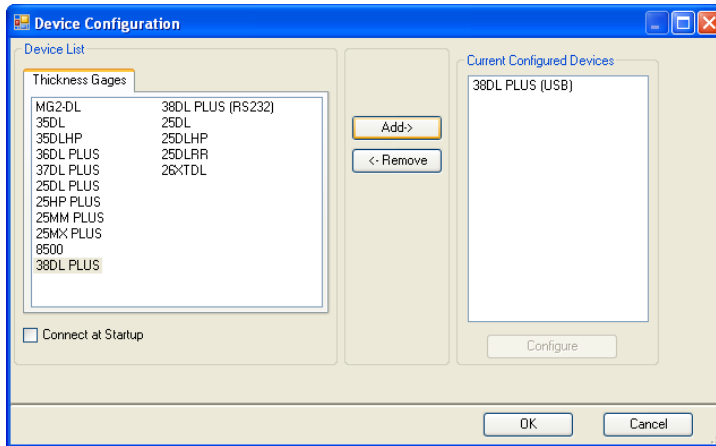 Device Configuration
Device List
Thickness Gages
MG2-DL
35DL
35DLHP
36DL PLUS
37DL PLUS
25DL PLUS
25HP PLUS
25MM PLUS
25MX PLUS
8500
38DL PLUS
38DL PLUS (RS232)
25DL
25DLHP
25DLRR
26XTDL
Connect at Startup
Add->
<- Remove
Current Configured Devices
38DL PLUS (USB)
Configure
OK
Cancel